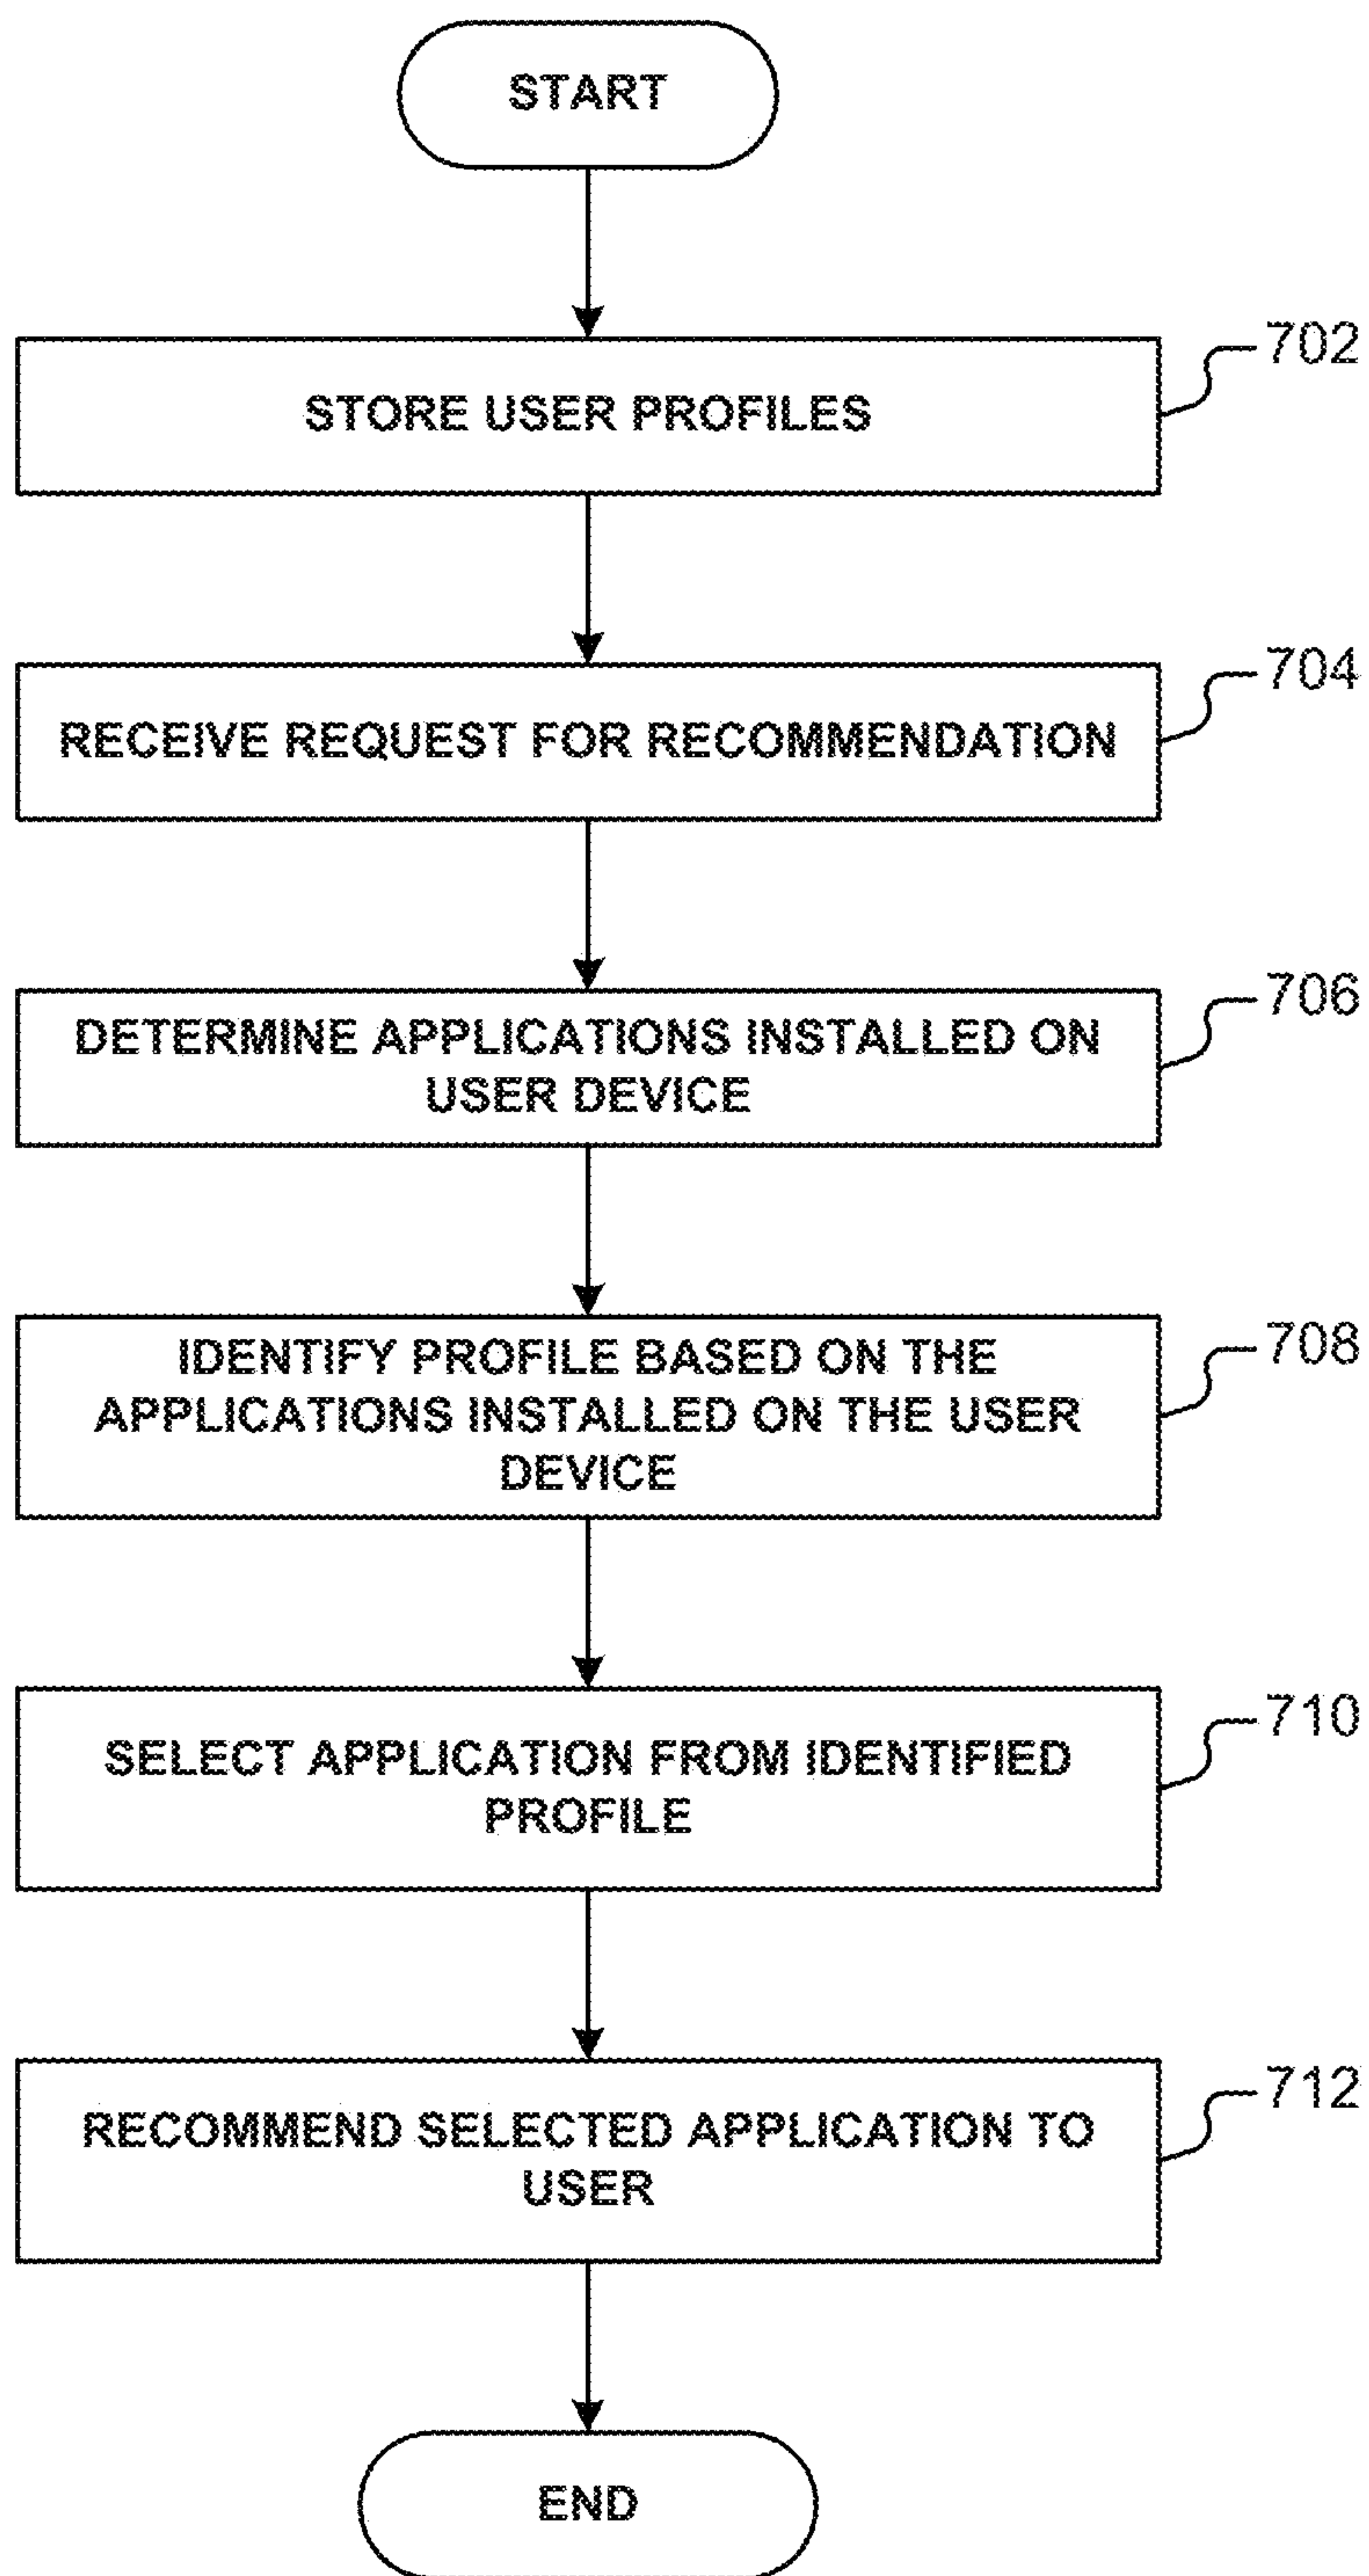 START
702
STORE USER PROFILES
704
RECEIVE REQUEST FOR RECOMMENDATION
706
DETERMINE APPLICATIONS INSTALLED ON
USER DEVICE
708
IDENTIFY PROFILE BASED ON THE
APPLICATIONS INSTALLED ON THE USER
DEVICE
710
SELECT APPLICATION FROM IDENTIFIED
PROFILE
712
RECOMMEND SELECTED APPLICATION TO
USER
END